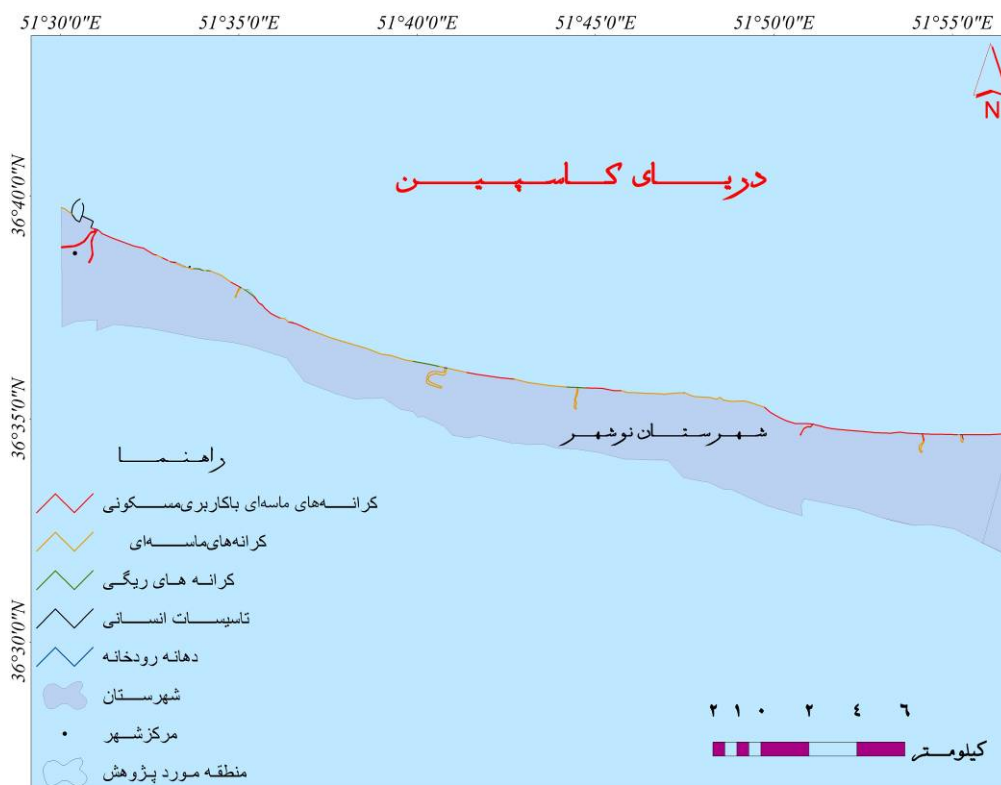 51°30'0"E 51°35'0"E 51°40'0"E 51°45'0"E 51°50'0"E 51°55'0"E
N
دریای کاسپین
36°40'0"N
36°35'0"N
شهرستان نوشهر
راهنما
کرانه‌های ماسه‌ای باکاربری مسکونی
کرانه‌های ماسه‌ای
کرانه های ریگی
تاسیسات انسانی
36°30'0"N
دهانه رودخانه
شهرستان
مرکز شهر
منطقه مورد پژوهش
۲ ۱ ۰ ۲ ٤ ٦
کیلومتر